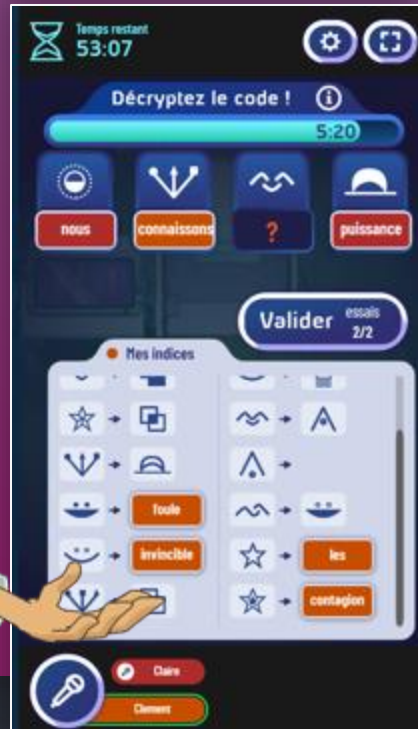 Temps restant
53:07
Décryptez le code !
5:20
nous
connaissons
?
puissance
Valider
essais
2/2
Mes indices
foule
invincible
les
contagion
Claire
Clement